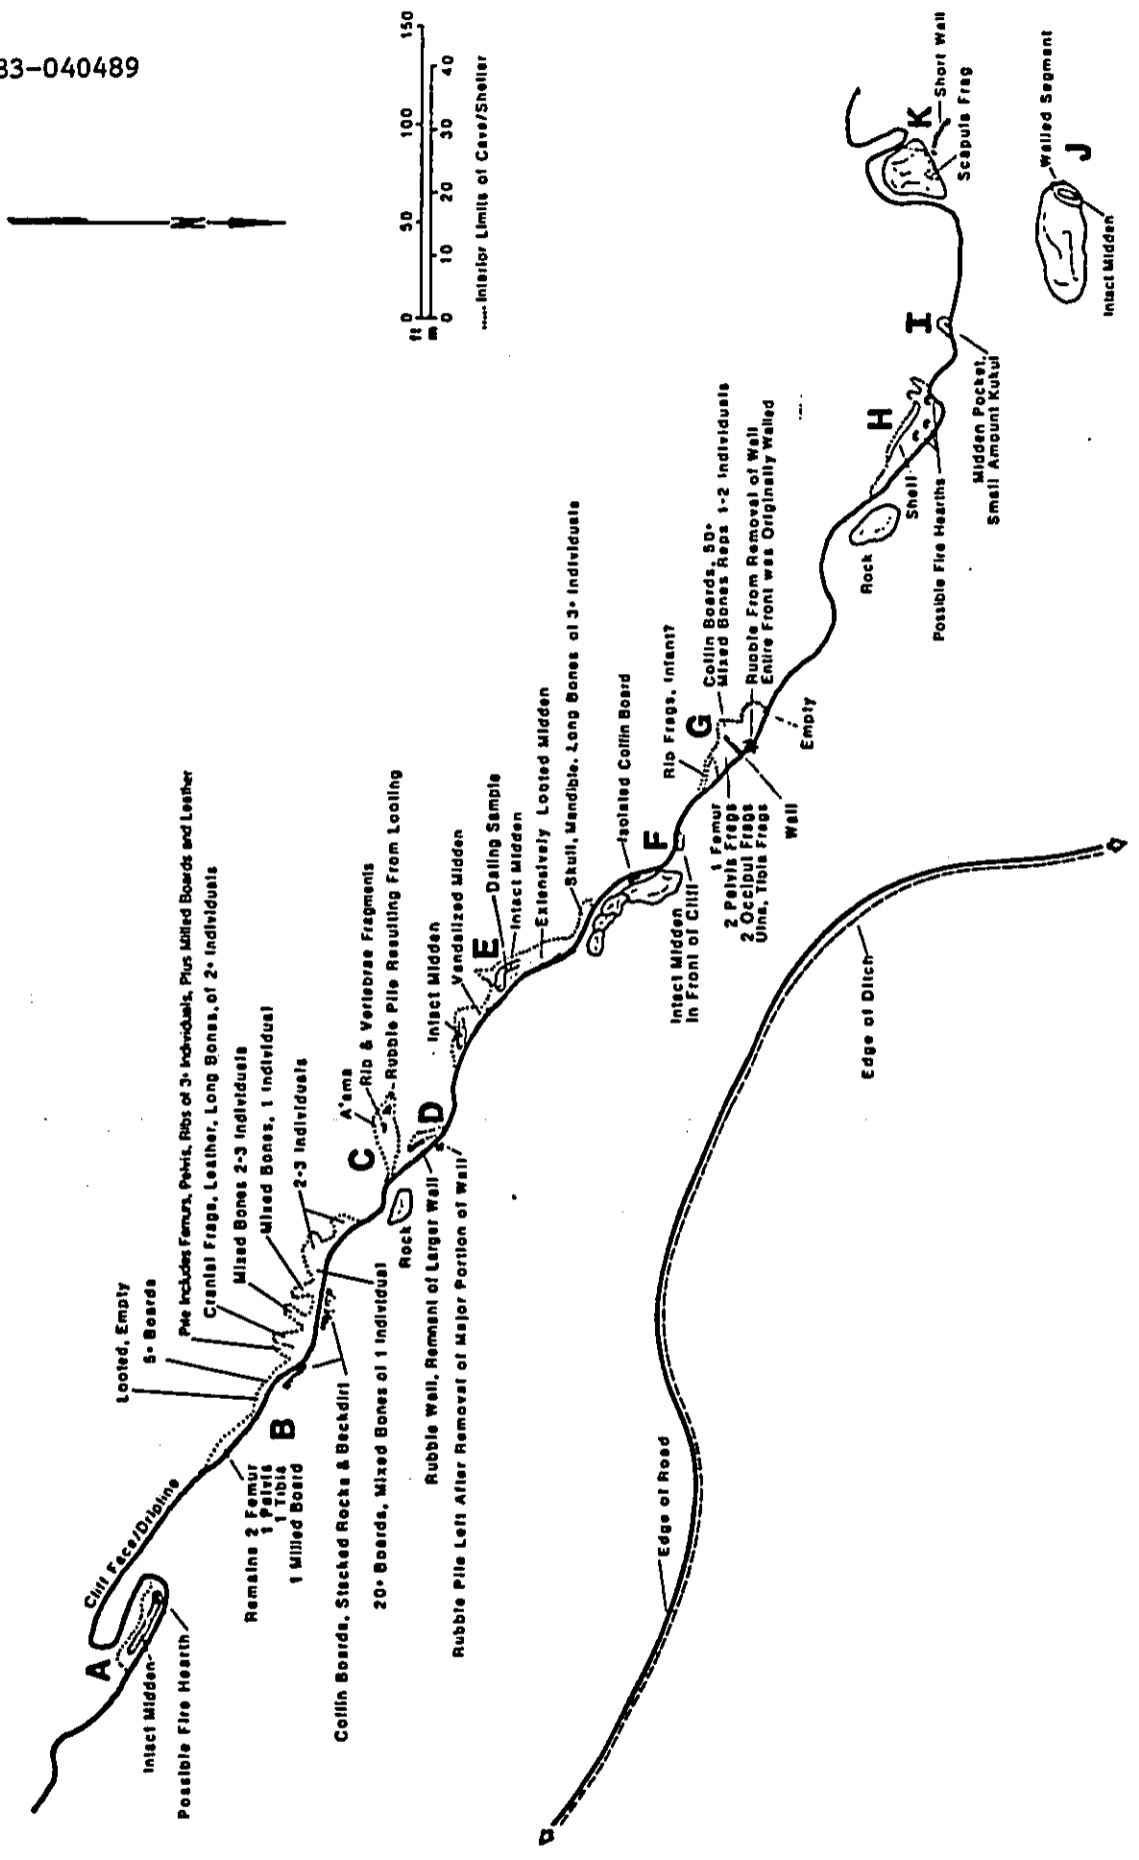 33-040489
N
ft 0 50 100 150
m 0 10 20 30 40
Interior Limits of Cave/Shelter
Cliff Face/Dripline
A
Intact Midden
Possible Fire Hearth
Looted, Empty
5+ Boards
Pile Includes Femurs, Pelvis, Ribs of 3+ Individuals, Plus Milled Boards and Leather
Cranial Frags, Leather, Long Bones, of 2+ Individuals
Mixed Bones 2-3 Individuals
Mixed Bones, 1 Individual
2-3 Individuals
B
Remains 2 Femur
1 Pelvis
1 Tibia
1 Milled Board
Coffin Boards, Stacked Rocks & Backdirt
20+ Boards, Mixed Bones of 1 Individual
C
A'ama
Rib & Vertebrae Fragments
Rubble Pile Resulting From Looting
Rock
D
Rubble Wall, Remnant of Larger Wall
Rubble Pile Left After Removal of Major Portion of Wall
Intact Midden
Vandalized Midden
E
Dating Sample
Intact Midden
Extensively Looted Midden
Skull, Mandible, Long Bones of 3+ Individuals
Isolated Coffin Board
F
Intact Midden
In Front of Cliff
Rib Frags, Infant?
G
Coffin Boards, 50+
Mixed Bones Reps 1-2 Individuals
Rubble From Removal of Wall
Entire Front was Originally Walled
1 Femur
2 Pelvis Frags
2 Occiput Frags
Ulna, Tibia Frags
Wall
Empty
Rock
H
Shell
Possible Fire Hearths
I
Midden Pocket,
Small Amount Kukui
K
Short Wall
Scapula Frag
Walled Segment
J
Intact Midden
Edge of Road
Edge of Ditch